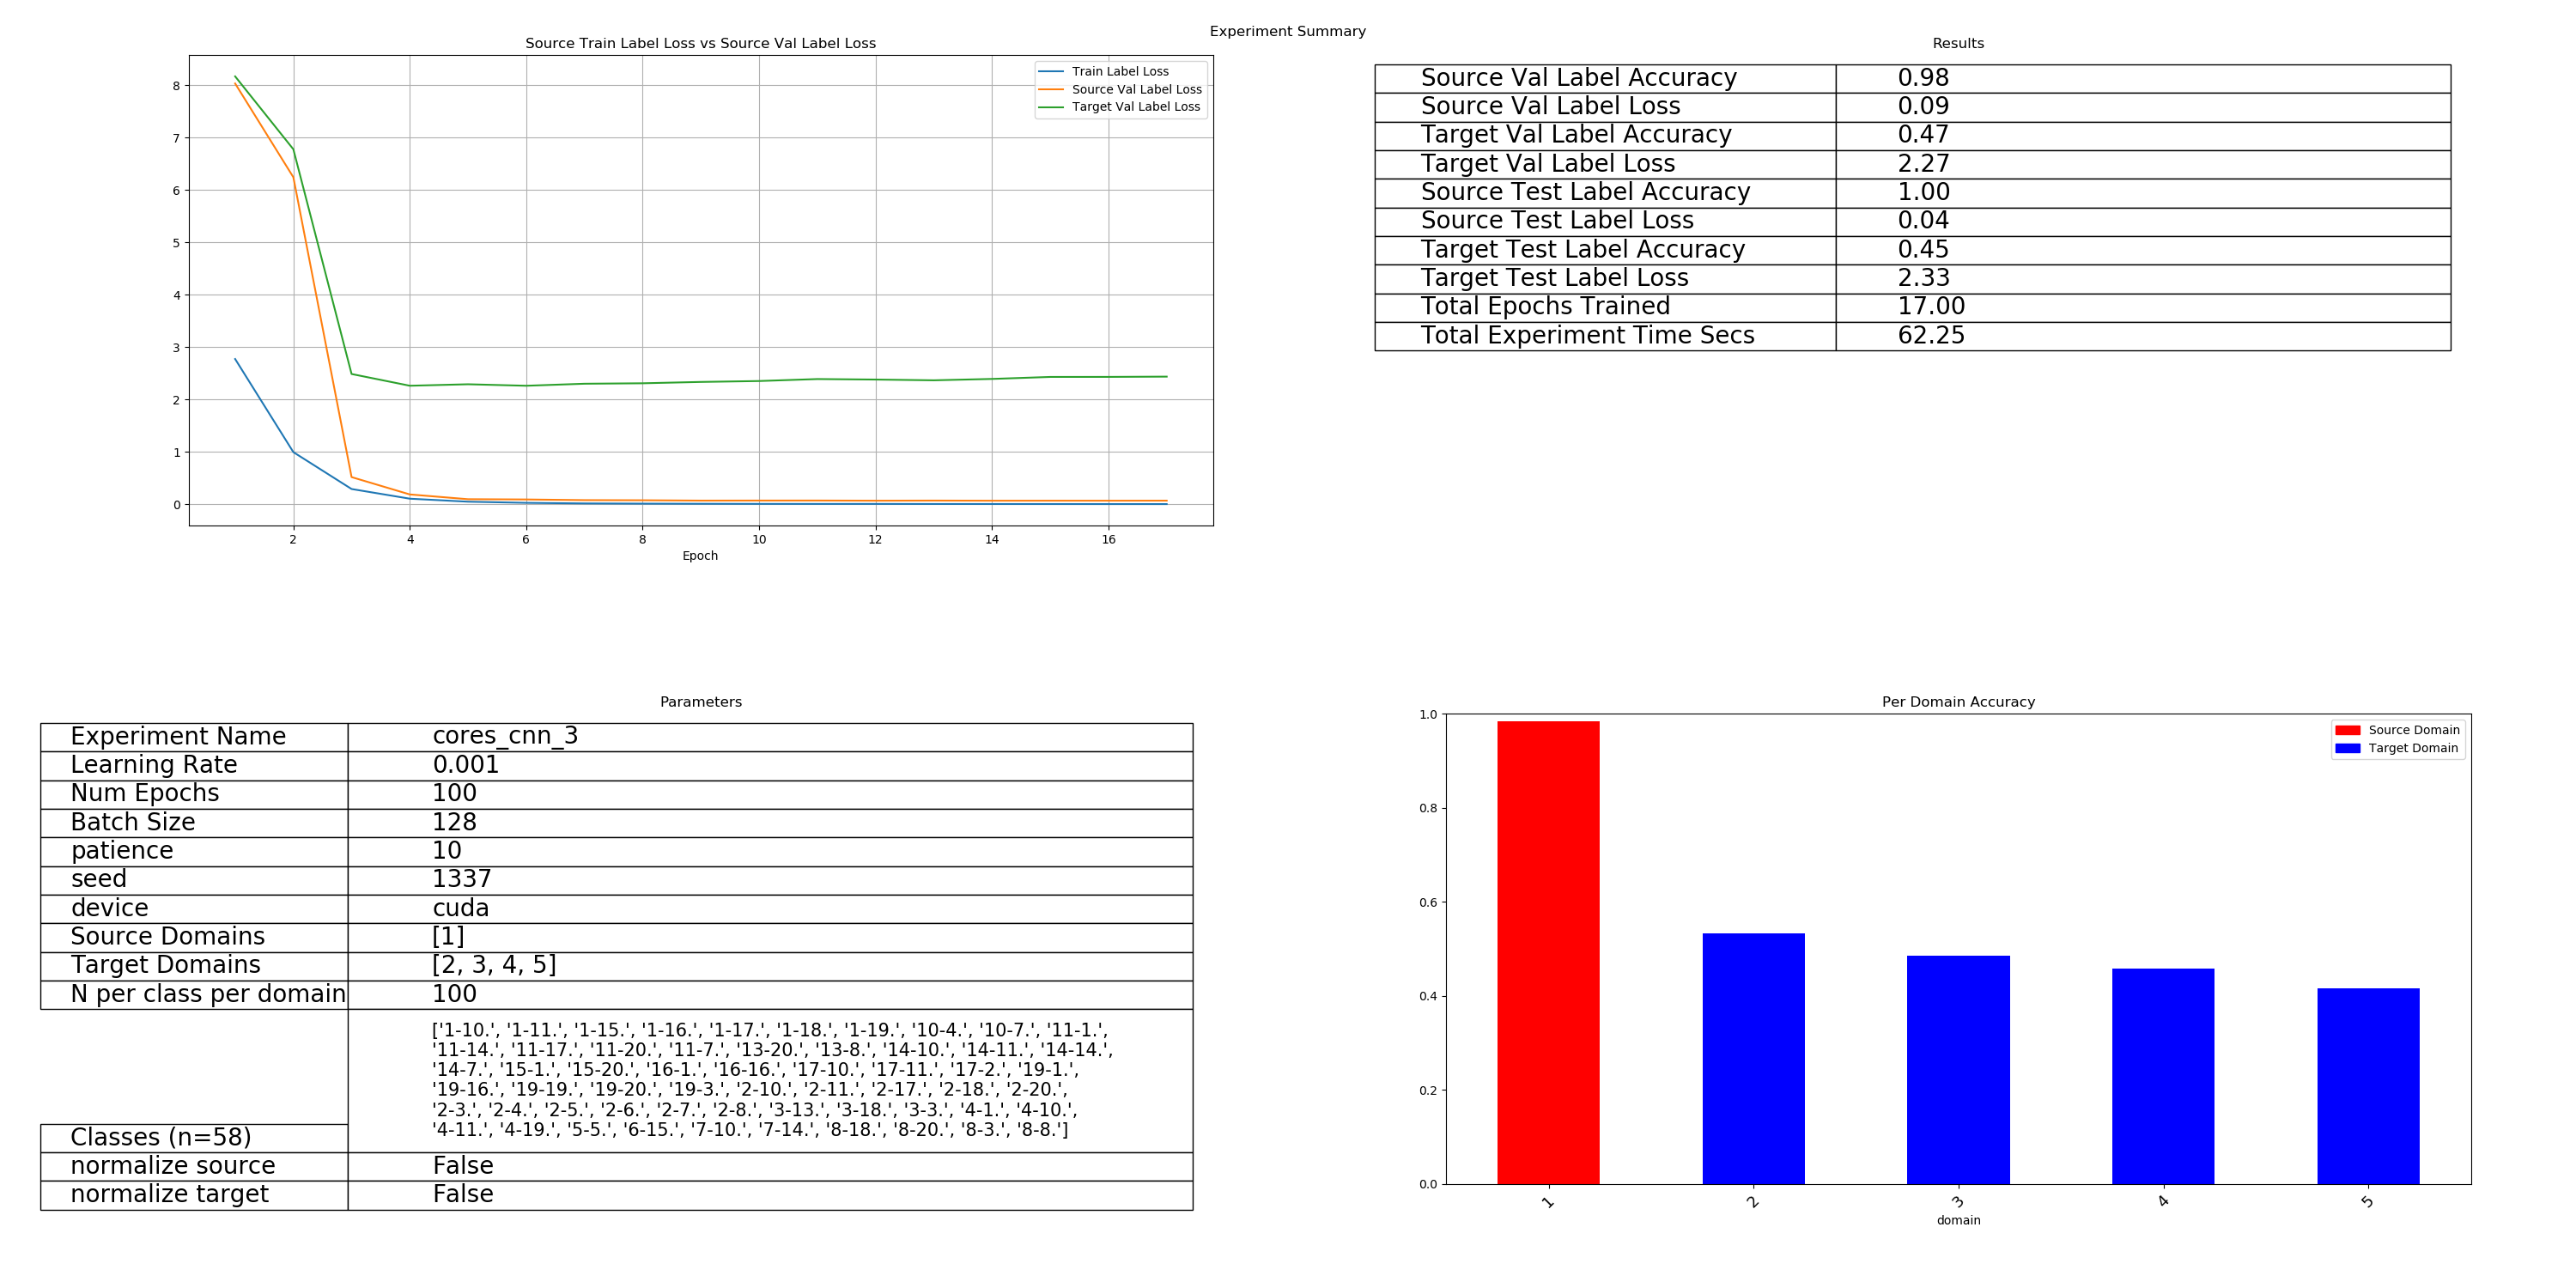 Experiment Summary
Source Train Label Loss vs Source Val Label Loss
Train Label Loss
Source Val Label Loss
Target Val Label Loss
8
7
6
5
4
3
2
1
0
2 4 6 8 10 12 14 16
Epoch
Results
Source Val Label Accuracy 0.98
Source Val Label Loss 0.09
Target Val Label Accuracy 0.47
Target Val Label Loss 2.27
Source Test Label Accuracy 1.00
Source Test Label Loss 0.04
Target Test Label Accuracy 0.45
Target Test Label Loss 2.33
Total Epochs Trained 17.00
Total Experiment Time Secs 62.25
Parameters
Experiment Name cores_cnn_3
Learning Rate 0.001
Num Epochs 100
Batch Size 128
patience 10
seed 1337
device cuda
Source Domains [1]
Target Domains [2, 3, 4, 5]
N per class per domain 100
['1-10.', '1-11.', '1-15.', '1-16.', '1-17.', '1-18.', '1-19.', '10-4.', '10-7.', '11-1.',
'11-14.', '11-17.', '11-20.', '11-7.', '13-20.', '13-8.', '14-10.', '14-11.', '14-14.',
'14-7.', '15-1.', '15-20.', '16-1.', '16-16.', '17-10.', '17-11.', '17-2.', '19-1.',
'19-16.', '19-19.', '19-20.', '19-3.', '2-10.', '2-11.', '2-17.', '2-18.', '2-20.',
'2-3.', '2-4.', '2-5.', '2-6.', '2-7.', '2-8.', '3-13.', '3-18.', '3-3.', '4-1.', '4-10.',
'4-11.', '4-19.', '5-5.', '6-15.', '7-10.', '7-14.', '8-18.', '8-20.', '8-3.', '8-8.']
Classes (n=58)
normalize source False
normalize target False
Per Domain Accuracy
Source Domain
Target Domain
1.0
0.8
0.6
0.4
0.2
0.0
1 2 3 4 5
domain